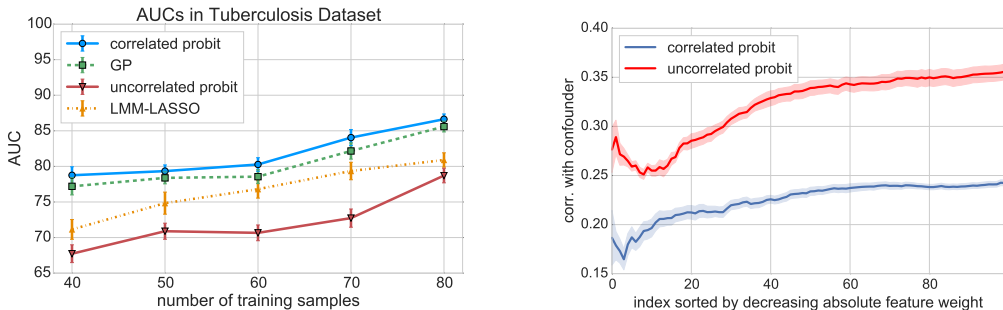 AUCs in Tuberculosis Dataset
100
95
90
85
80
75
70
65
AUC
correlated probit
GP
uncorrelated probit
LMM-LASSO
40
50
60
70
80
number of training samples
corr. with confounder
0.35
0.30
0.25
0.20
0.15
correlated probit
uncorrelated probit
0
20
40
60
80
index sorted by decreasing absolute feature weight